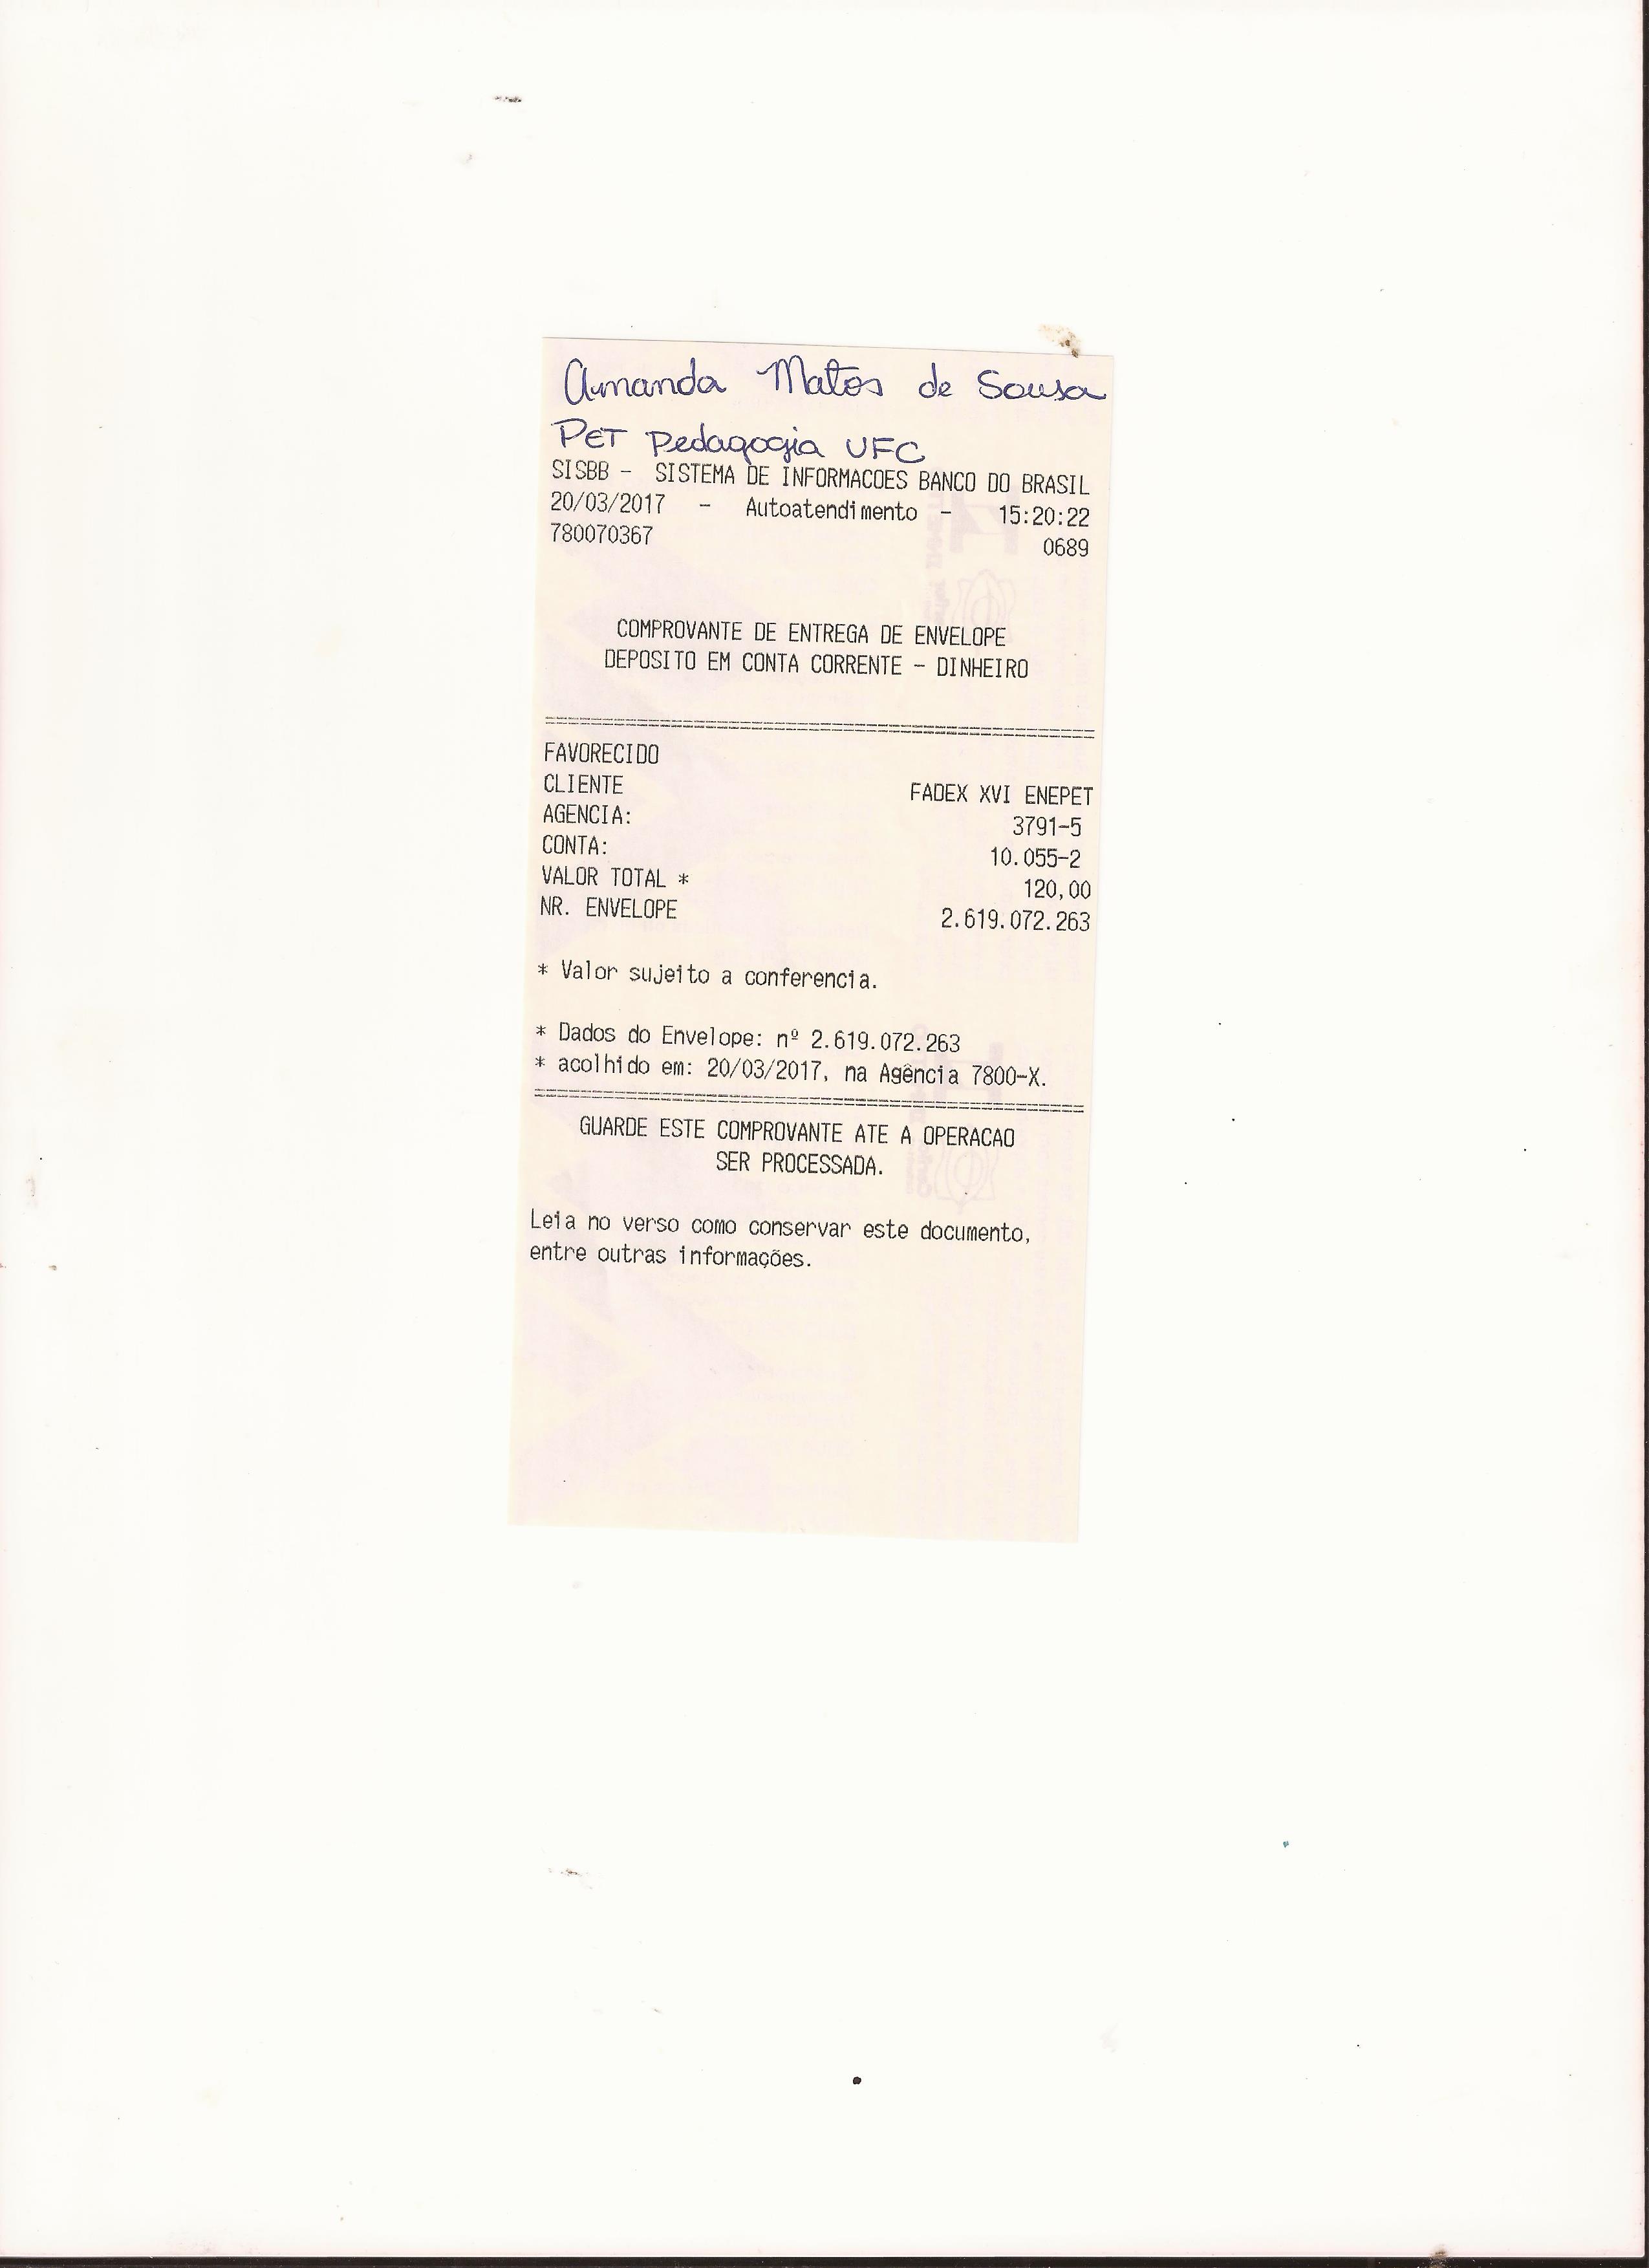 Amanda Matos de Sousa
PET Pedagogia UFC
SISBB - SISTEMA DE INFORMACOES BANCO DO BRASIL
20/03/2017 - Autoatendimento - 15:20:22
780070367 0689
COMPROVANTE DE ENTREGA DE ENVELOPE
DEPOSITO EM CONTA CORRENTE - DINHEIRO
================================================
FAVORECIDO
CLIENTE FADEX XVI ENEPET
AGENCIA: 3791-5
CONTA: 10.055-2
VALOR TOTAL * 120,00
NR. ENVELOPE 2.619.072.263
* Valor sujeito a conferencia.
* Dados do Envelope: nº 2.619.072.263
* acolhido em: 20/03/2017, na Agência 7800-X.
================================================
GUARDE ESTE COMPROVANTE ATE A OPERACAO
SER PROCESSADA.
Leia no verso como conservar este documento,
entre outras informações.